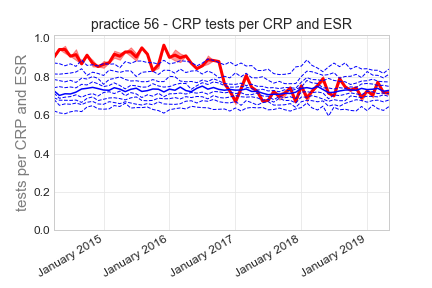 practice 56 - CRP tests per CRP and ESR
tests per CRP and ESR
1.0
0.8
0.6
0.4
0.2
0.0
January 2015
January 2016
January 2017
January 2018
January 2019